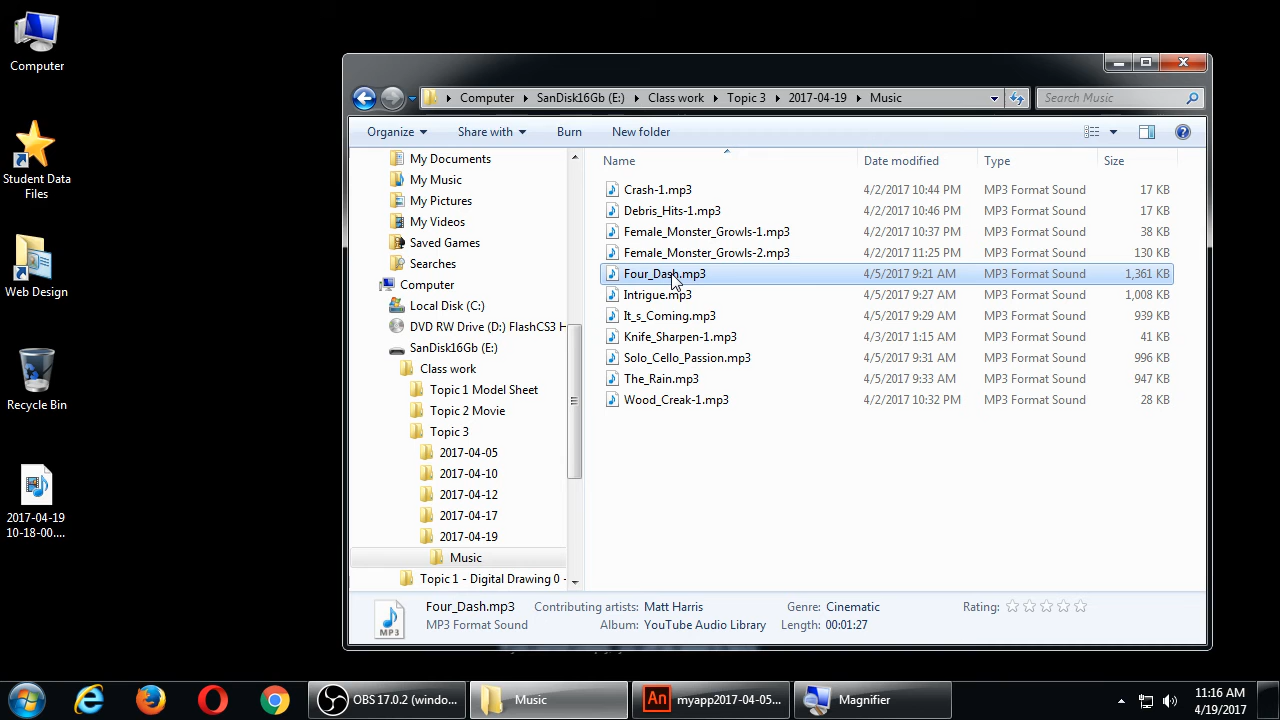 Computer
Student Data
Files
Web Design
Recycle Bin
2017-04-19
10-18-00....
Computer SanDisk16Gb (E:) Class work Topic 3 2017-04-19 Music
Search Music
Organize Share with Burn New folder
My Documents
My Music
My Pictures
My Videos
Saved Games
Searches
Computer
Local Disk (C:)
DVD RW Drive (D:) FlashCS3 H
SanDisk16Gb (E:)
Class work
Topic 1 Model Sheet
Topic 2 Movie
Topic 3
2017-04-05
2017-04-10
2017-04-12
2017-04-17
2017-04-19
Music
Topic 1 - Digital Drawing 0 -
Name Date modified Type Size
Crash-1.mp3 4/2/2017 10:44 PM MP3 Format Sound 17 KB
Debris_Hits-1.mp3 4/2/2017 10:46 PM MP3 Format Sound 17 KB
Female_Monster_Growls-1.mp3 4/2/2017 10:37 PM MP3 Format Sound 38 KB
Female_Monster_Growls-2.mp3 4/2/2017 11:25 PM MP3 Format Sound 130 KB
Four_Dash.mp3 4/5/2017 9:21 AM MP3 Format Sound 1,361 KB
Intrigue.mp3 4/5/2017 9:27 AM MP3 Format Sound 1,008 KB
It_s_Coming.mp3 4/5/2017 9:29 AM MP3 Format Sound 939 KB
Knife_Sharpen-1.mp3 4/3/2017 1:15 AM MP3 Format Sound 41 KB
Solo_Cello_Passion.mp3 4/5/2017 9:31 AM MP3 Format Sound 996 KB
The_Rain.mp3 4/5/2017 9:33 AM MP3 Format Sound 947 KB
Wood_Creak-1.mp3 4/2/2017 10:32 PM MP3 Format Sound 28 KB
MP3
Four_Dash.mp3 Contributing artists: Matt Harris Genre: Cinematic Rating:
MP3 Format Sound Album: YouTube Audio Library Length: 00:01:27
OBS 17.0.2 (windo...
Music
An
myapp2017-04-05...
Magnifier
11:16 AM
4/19/2017